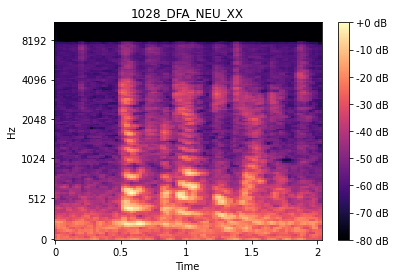 1028_DFA_NEU_XX
8192
4096
2048
1024
512
0
Hz
0
0.5
1
1.5
2
Time
+0 dB
-10 dB
-20 dB
-30 dB
-40 dB
-50 dB
-60 dB
-70 dB
-80 dB